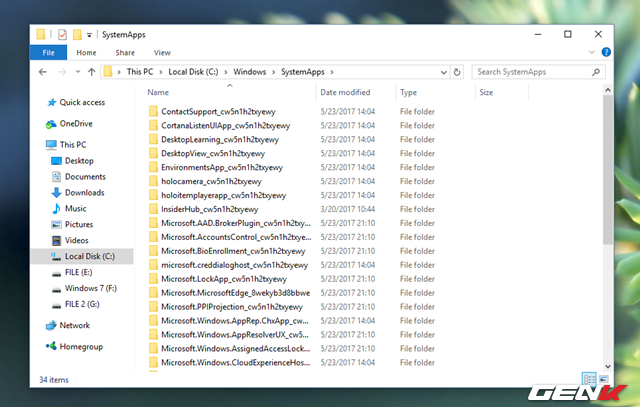 SystemApps
File Home Share View
This PC Local Disk (C:) Windows SystemApps Search SystemApps
Name Date modified Type Size
Quick access
OneDrive
This PC
Desktop
Documents
Downloads
Music
Pictures
Videos
Local Disk (C:)
FILE (E:)
Windows 7 (F:)
FILE 2 (G:)
Network
Homegroup
ContactSupport_cw5n1h2txyewy 5/23/2017 14:04 File folder
CortanaListenUIApp_cw5n1h2txyewy 5/23/2017 14:04 File folder
DesktopLearning_cw5n1h2txyewy 5/23/2017 14:04 File folder
DesktopView_cw5n1h2txyewy 5/23/2017 14:04 File folder
EnvironmentsApp_cw5n1h2txyewy 5/23/2017 14:04 File folder
holocamera_cw5n1h2txyewy 5/23/2017 14:04 File folder
holoitemplayerapp_cw5n1h2txyewy 5/23/2017 14:04 File folder
InsiderHub_cw5n1h2txyewy 3/20/2017 10:44 File folder
Microsoft.AAD.BrokerPlugin_cw5n1h2txy... 5/23/2017 21:10 File folder
Microsoft.AccountsControl_cw5n1h2txye... 5/23/2017 21:10 File folder
Microsoft.BioEnrollment_cw5n1h2txyewy 5/23/2017 21:10 File folder
microsoft.creddialoghost_cw5n1h2txyewy 5/23/2017 14:04 File folder
Microsoft.LockApp_cw5n1h2txyewy 5/23/2017 21:10 File folder
Microsoft.MicrosoftEdge_8wekyb3d8bbwe 5/23/2017 21:10 File folder
Microsoft.PPIProjection_cw5n1h2txyewy 5/23/2017 21:10 File folder
Microsoft.Windows.AppRep.ChxApp_cw... 5/23/2017 14:04 File folder
Microsoft.Windows.AppResolverUX_cw5... 5/23/2017 21:10 File folder
Microsoft.Windows.AssignedAccessLock... 5/23/2017 21:10 File folder
Microsoft.Windows.CloudExperienceHos... 5/23/2017 14:04 File folder
34 items
GENK